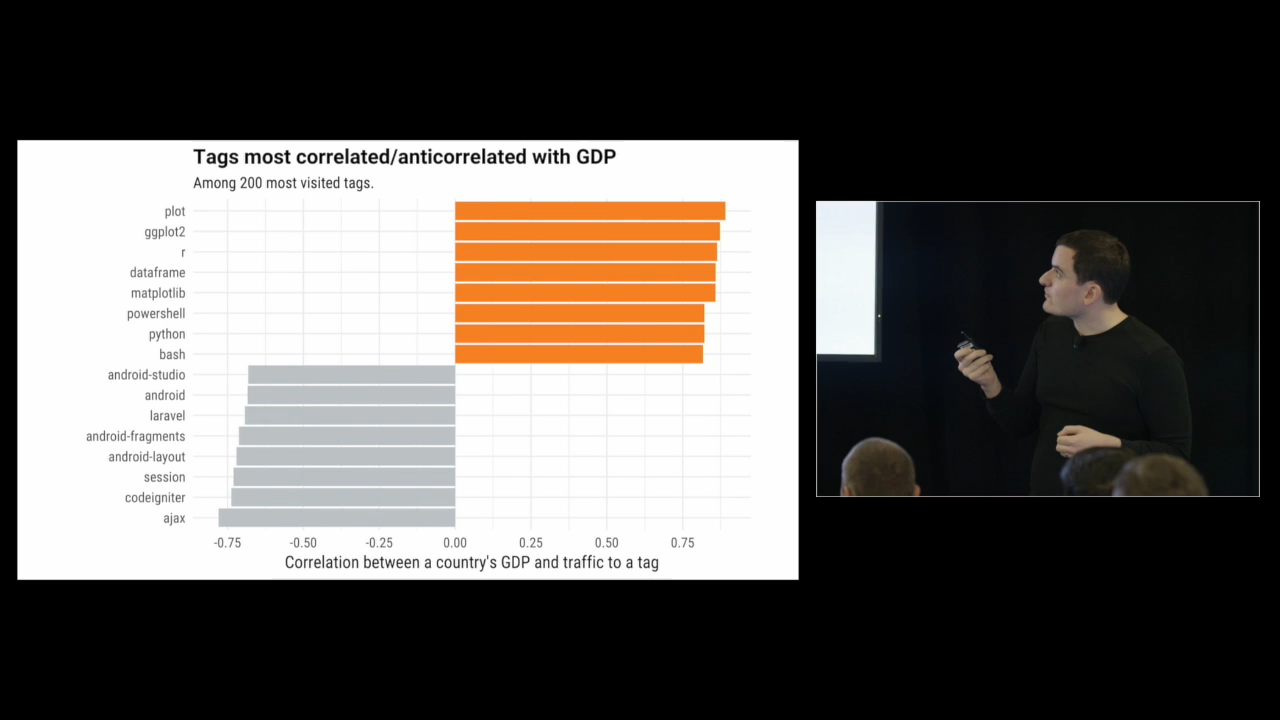 Tags most correlated/anticorrelated with GDP
Among 200 most visited tags.
plot
ggplot2
r
dataframe
matplotlib
powershell
python
bash
android-studio
android
laravel
android-fragments
android-layout
session
codeigniter
ajax
-0.75 -0.50 -0.25 0.00 0.25 0.50 0.75
Correlation between a country's GDP and traffic to a tag